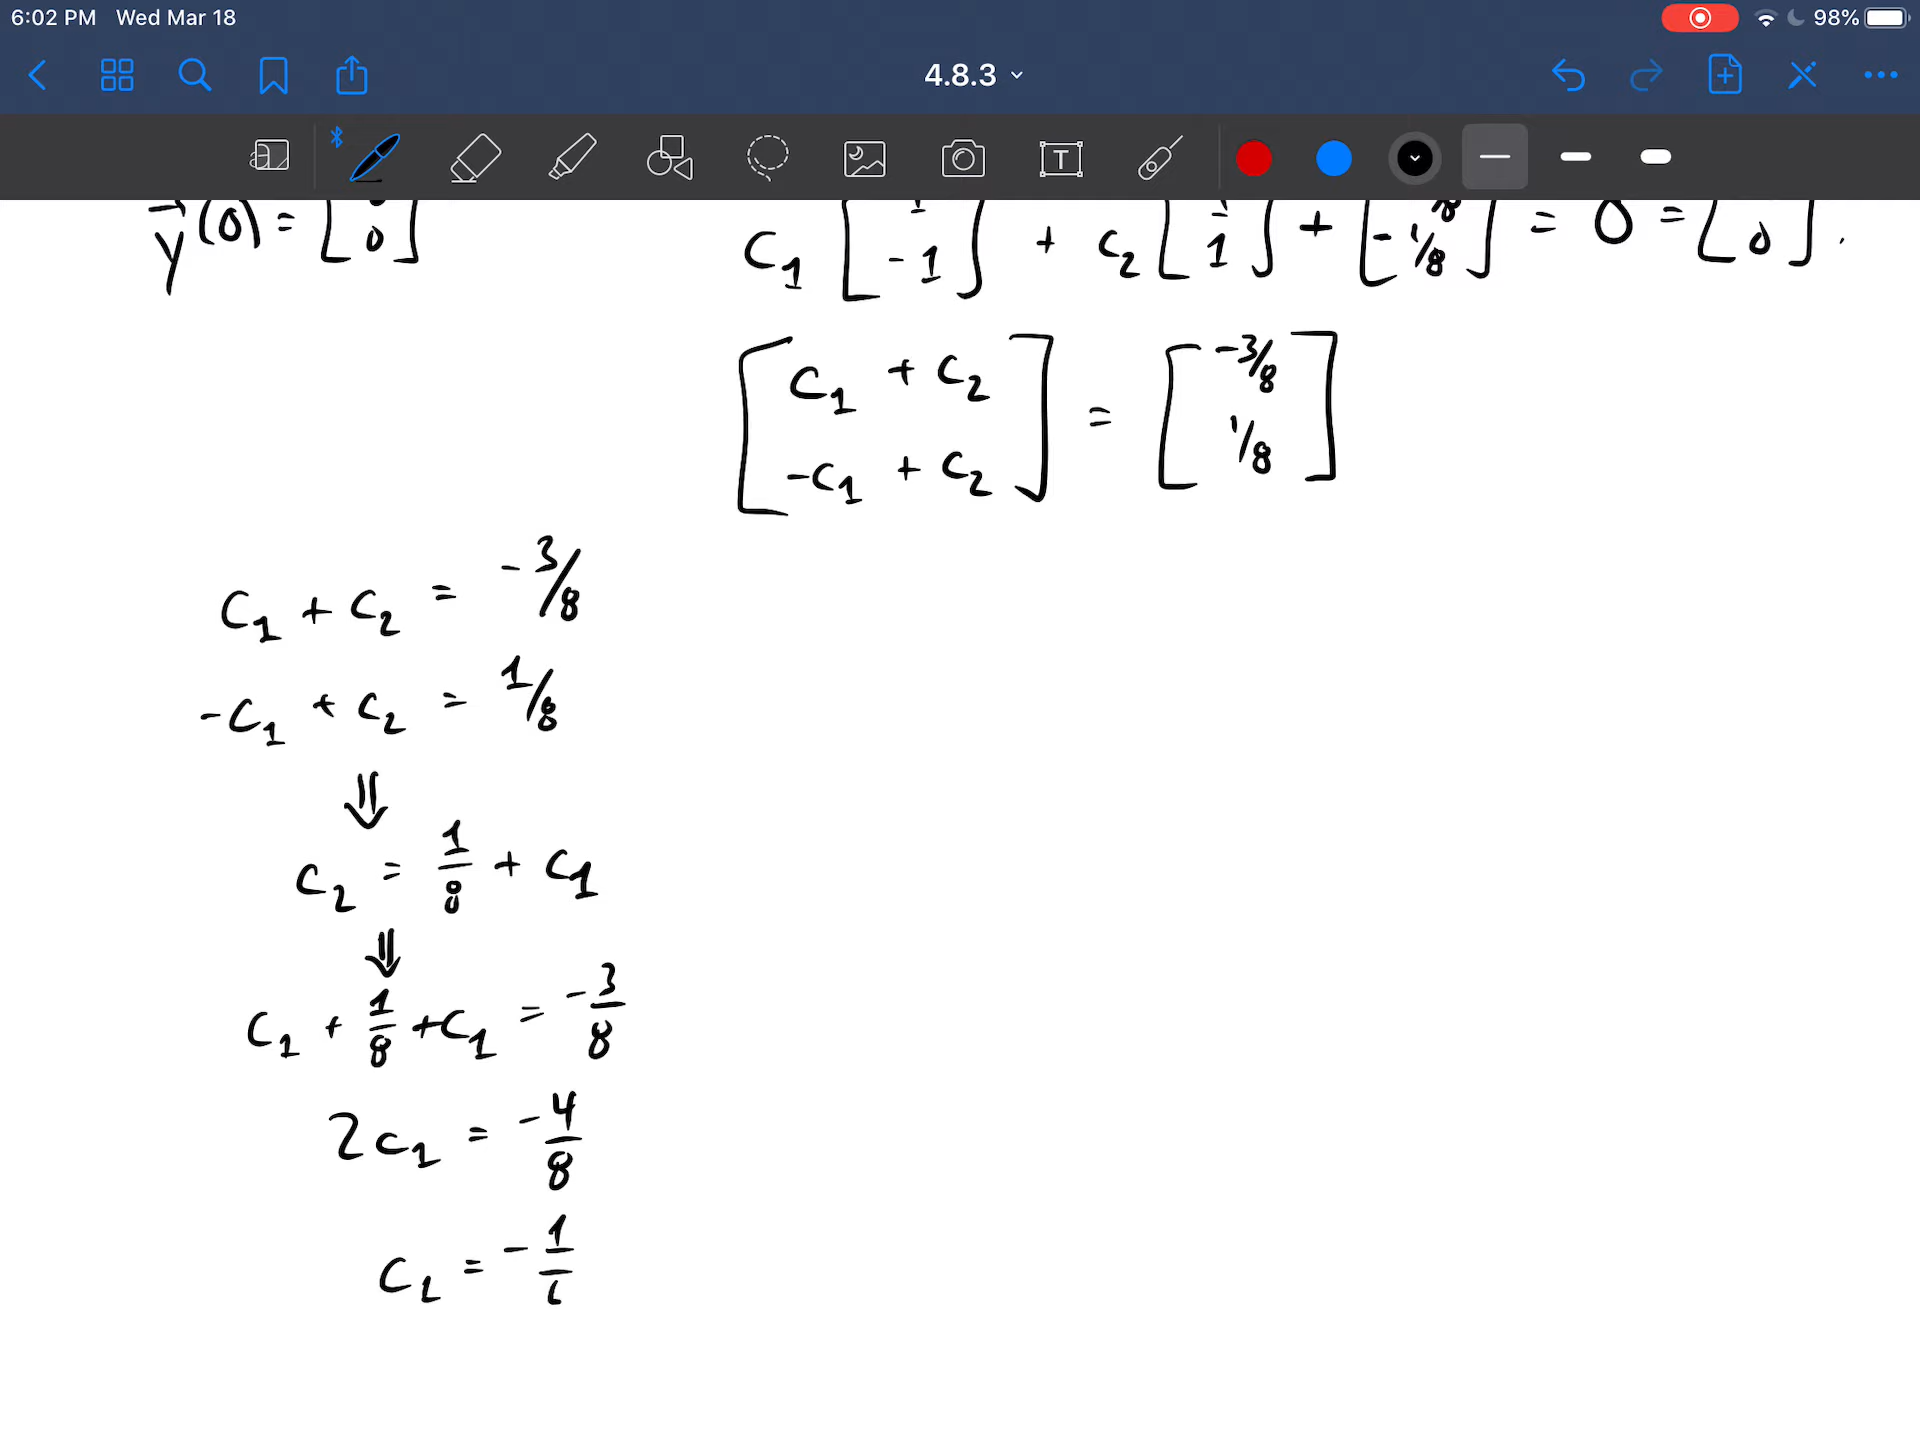 6:02 PM Wed Mar 18 98%
4.8.3
T
y⃗(0) = [0]
c₁ [-1] + c₂ [1] + [-1/8] = 0 = [0].
[c₁ + c₂] = [-3/8]
[-c₁ + c₂] [1/8]
c₁ + c₂ = -3/8
-c₁ + c₂ = 1/8
⇓
c₂ = 1/8 + c₁
⇓
c₁ + 1/8 + c₁ = -3/8
2c₁ = -4/8
c₁ = -1/